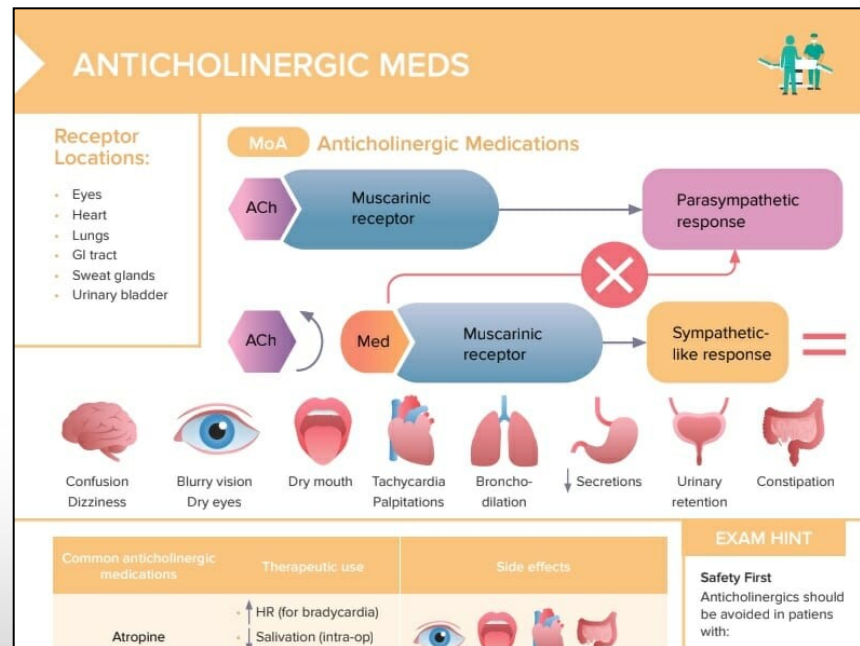 ANTICHOLINERGIC MEDS
Receptor
Locations:
• Eyes
• Heart
• Lungs
• GI tract
• Sweat glands
• Urinary bladder
MoA
Anticholinergic Medications
ACh
Muscarinic
receptor
Parasympathetic
response
ACh
Med
Muscarinic
receptor
Sympathetic-
like response
Confusion
Dizziness
Blurry vision
Dry eyes
Dry mouth
Tachycardia
Palpitations
Broncho-
dilation
↓ Secretions
Urinary
retention
Constipation
Common anticholinergic
medications
Therapeutic use
Side effects
Atropine
• ↑ HR (for bradycardia)
• ↓ Salivation (intra-op)
EXAM HINT
Safety First
Anticholinergics should
be avoided in patiens
with: